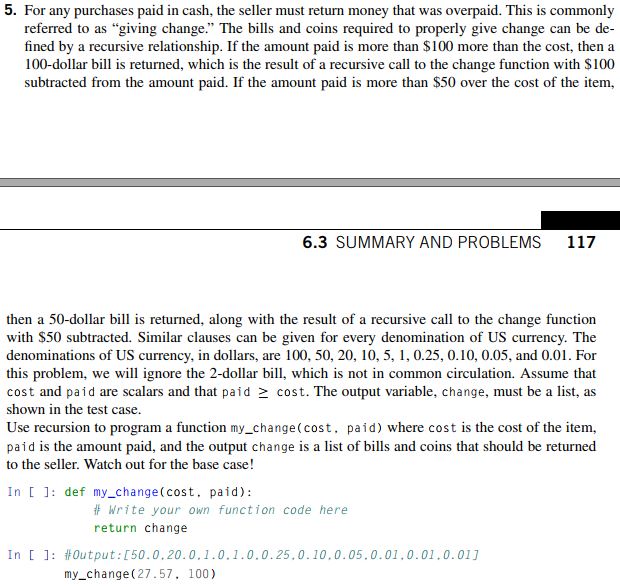 5. For any purchases paid in cash, the seller must return money that was overpaid. This is commonly
referred to as “giving change.” The bills and coins required to properly give change can be de-
fined by a recursive relationship. If the amount paid is more than $100 more than the cost, then a
100-dollar bill is returned, which is the result of a recursive call to the change function with $100
subtracted from the amount paid. If the amount paid is more than $50 over the cost of the item,
6.3 SUMMARY AND PROBLEMS 117
then a 50-dollar bill is returned, along with the result of a recursive call to the change function
with $50 subtracted. Similar clauses can be given for every denomination of US currency. The
denominations of US currency, in dollars, are 100, 50, 20, 10, 5, 1, 0.25, 0.10, 0.05, and 0.01. For
this problem, we will ignore the 2-dollar bill, which is not in common circulation. Assume that
cost and paid are scalars and that paid ≥ cost. The output variable, change, must be a list, as
shown in the test case.
Use recursion to program a function my_change(cost, paid) where cost is the cost of the item,
paid is the amount paid, and the output change is a list of bills and coins that should be returned
to the seller. Watch out for the base case!
In [ ]: def my_change(cost, paid):
# Write your own function code here
return change
In [ ]: #Output:[50.0,20.0,1.0,1.0,0.25,0.10,0.05,0.01,0.01,0.01]
my_change(27.57, 100)